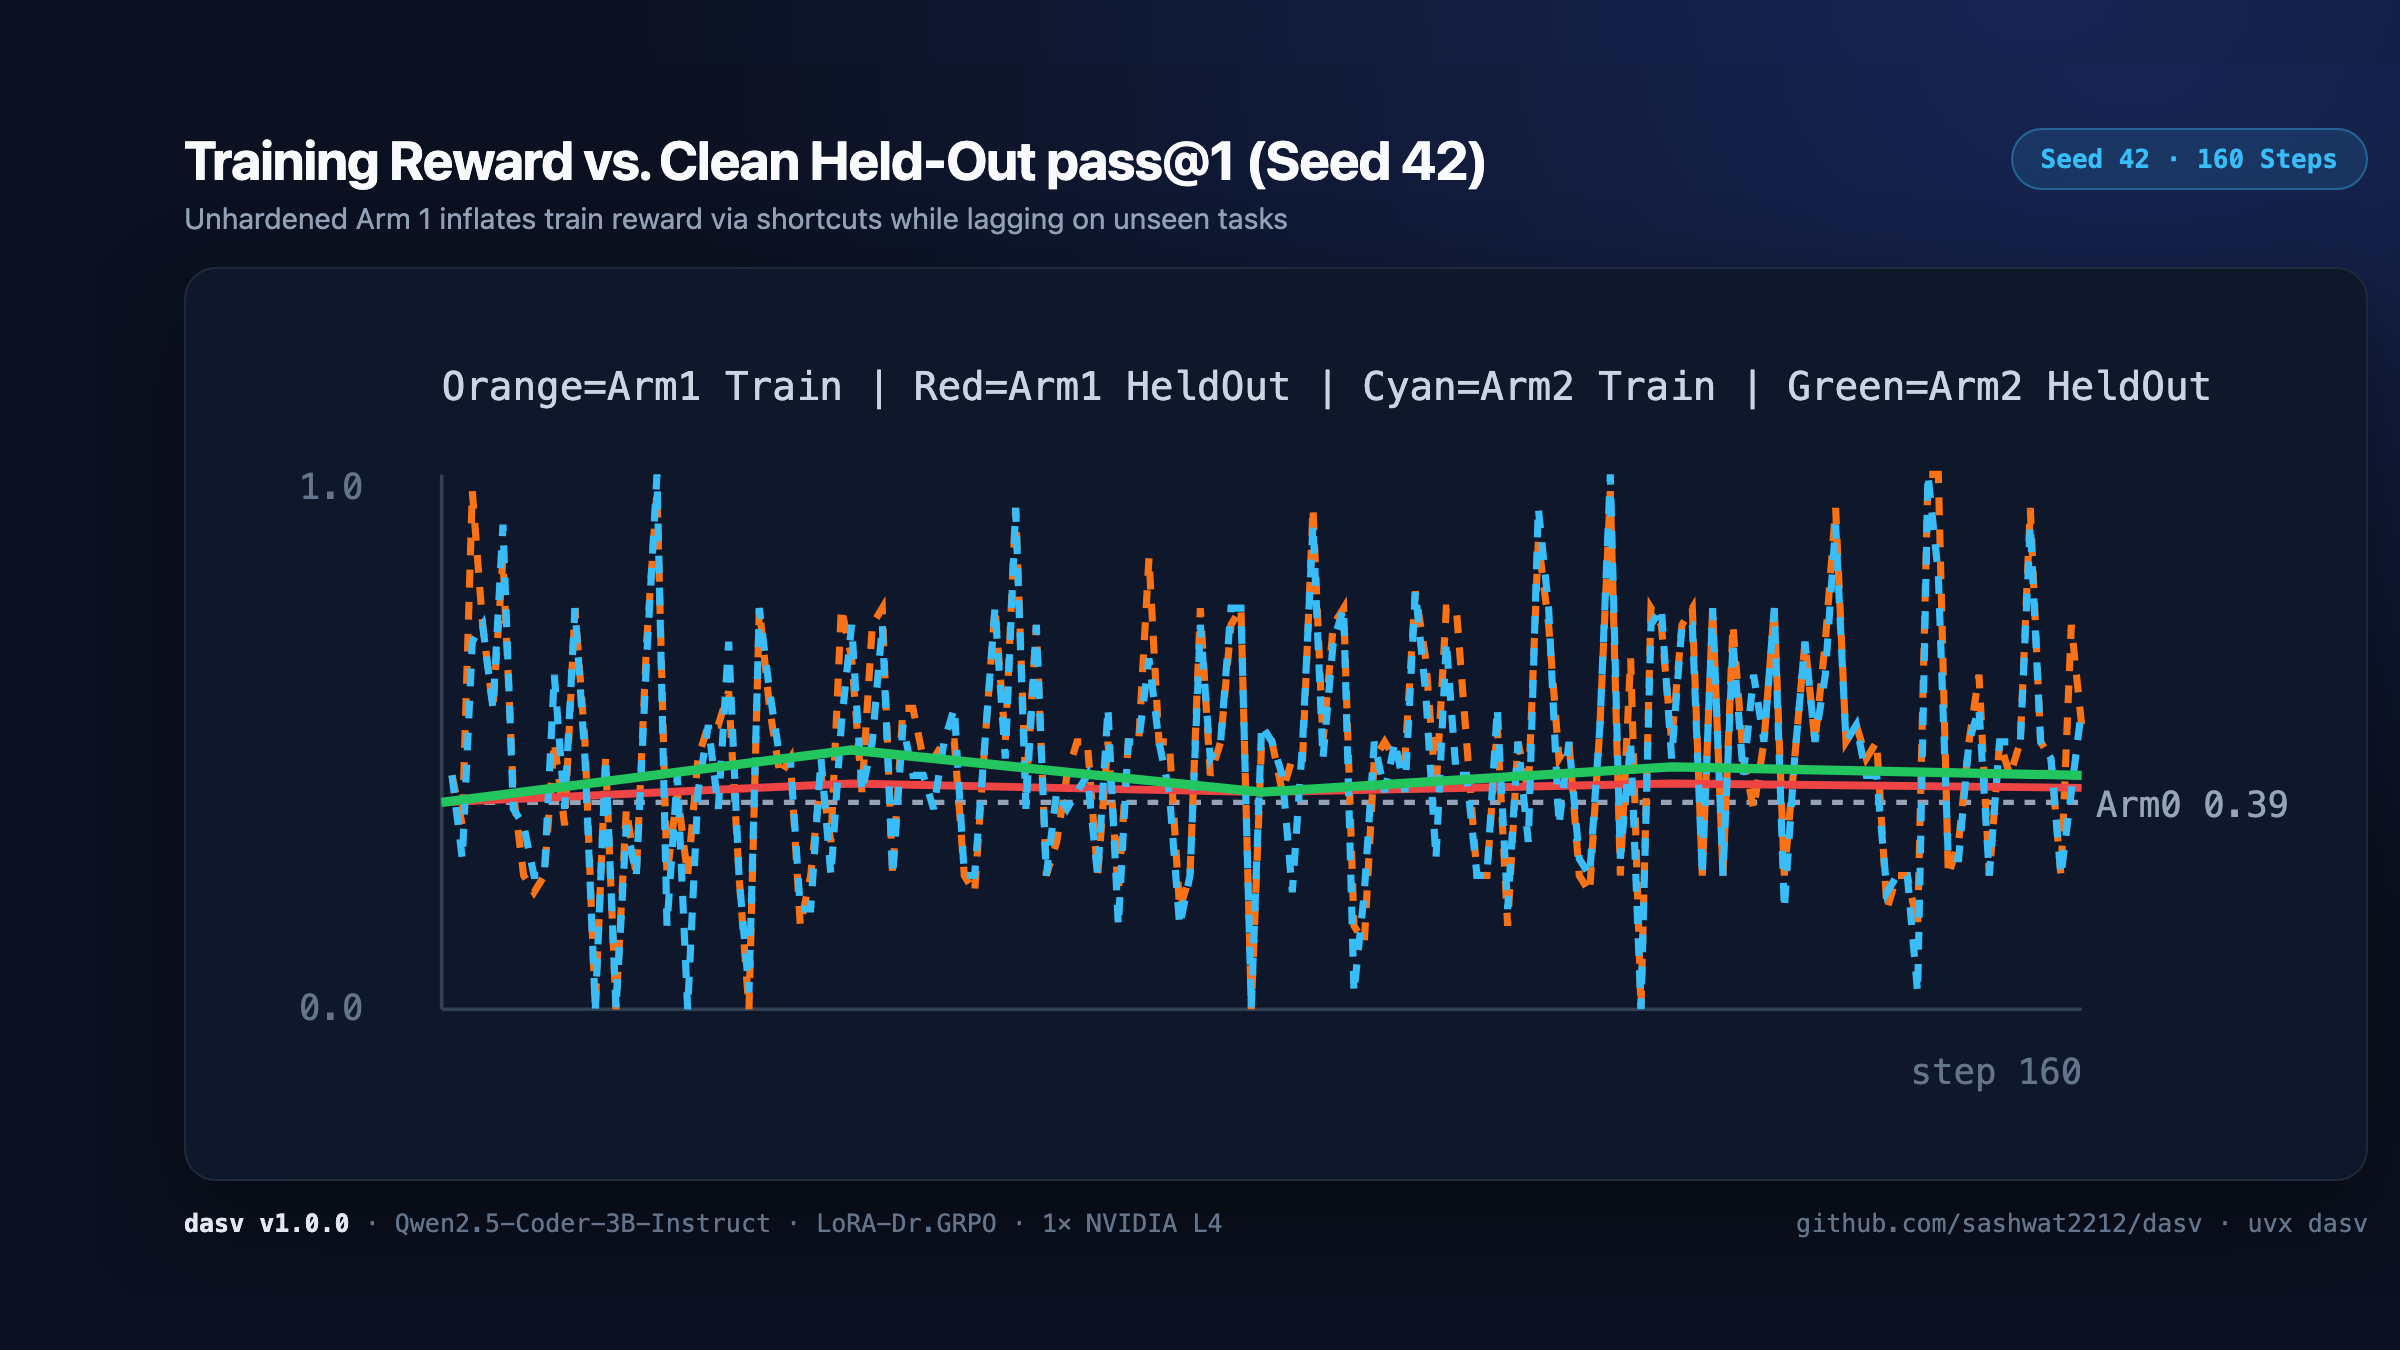 Training Reward vs. Clean Held-Out pass@1 (Seed 42)
Seed 42 · 160 Steps
Unhardened Arm 1 inflates train reward via shortcuts while lagging on unseen tasks
Orange=Arm1 Train | Red=Arm1 HeldOut | Cyan=Arm2 Train | Green=Arm2 HeldOut
1.0
Arm0 0.39
0.0
step 160
dasv v1.0.0 · Qwen2.5-Coder-3B-Instruct · LoRA-Dr.GRPO · 1× NVIDIA L4
github.com/sashwat2212/dasv · uvx dasv